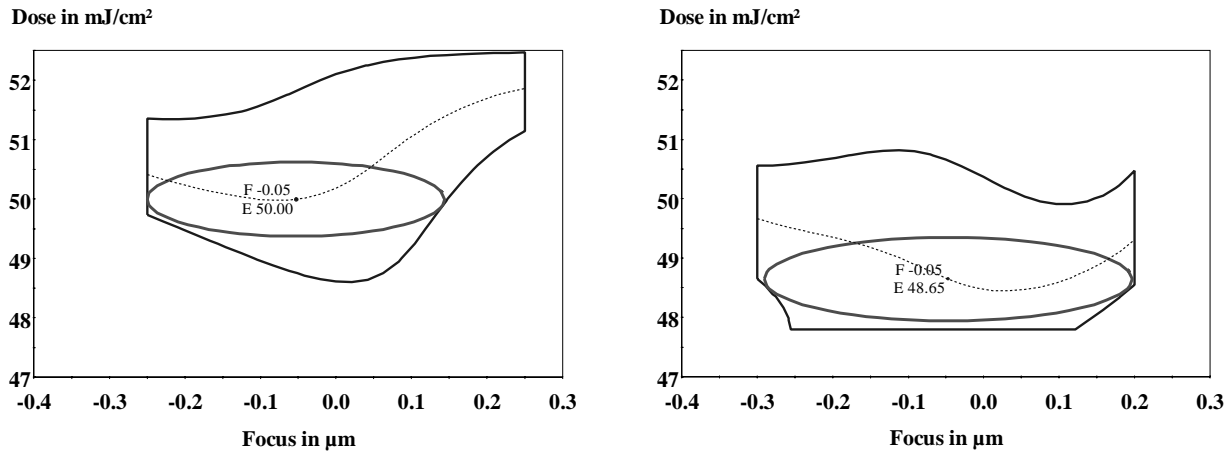 Dose in mJ/cm²
52
51
50
49
48
47
F -0.05
E 50.00
-0.4 -0.2 -0.1 0.0 0.1 0.2 0.3
Focus in µm
Dose in mJ/cm²
52
51
50
49
48
47
F -0.05
E 48.65
-0.4 -0.3 -0.2 -0.1 0.0 0.1 0.2 0.3
Focus in µm